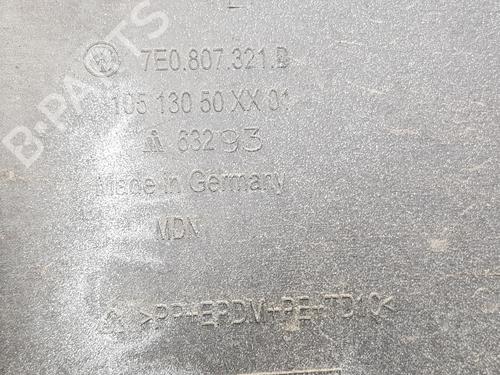 B-PARTS
7E0.807.321.D
105 130 50 XX 01
63293
Made in Germany
MDN
>PP+EPDM+PE-TD10<